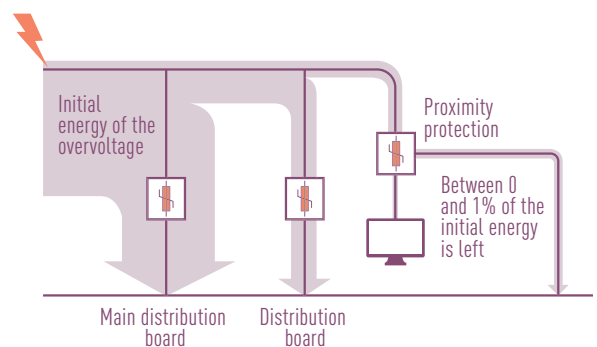 Initial
energy of the
overvoltage
Proximity
protection
Between 0
and 1% of the
initial energy
is left
Main distribution
board
Distribution
board